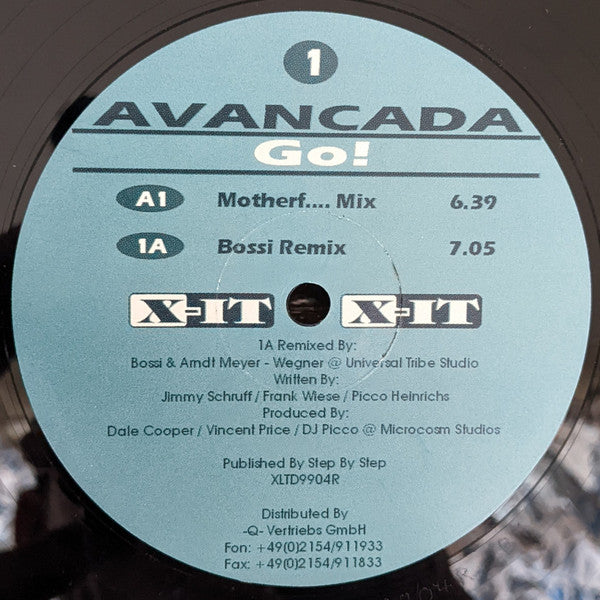 1
AVANCADA
Go!
A1 Motherf.... Mix 6.39
1A Bossi Remix 7.05
X-IT X-IT
1A Remixed By:
Bossi & Arndt Meyer - Wegner @ Universal Tribe Studio
Written By:
Jimmy Schruff / Frank Wiese / Picco Heinrichs
Produced By:
Dale Cooper / Vincent Price / DJ Picco @ Microcosm Studios
Published By Step By Step
XLTD9904R
Distributed By
-Q- Vertriebs GmbH
Fon: +49(0)2154/911933
Fax: +49(0)2154/911833